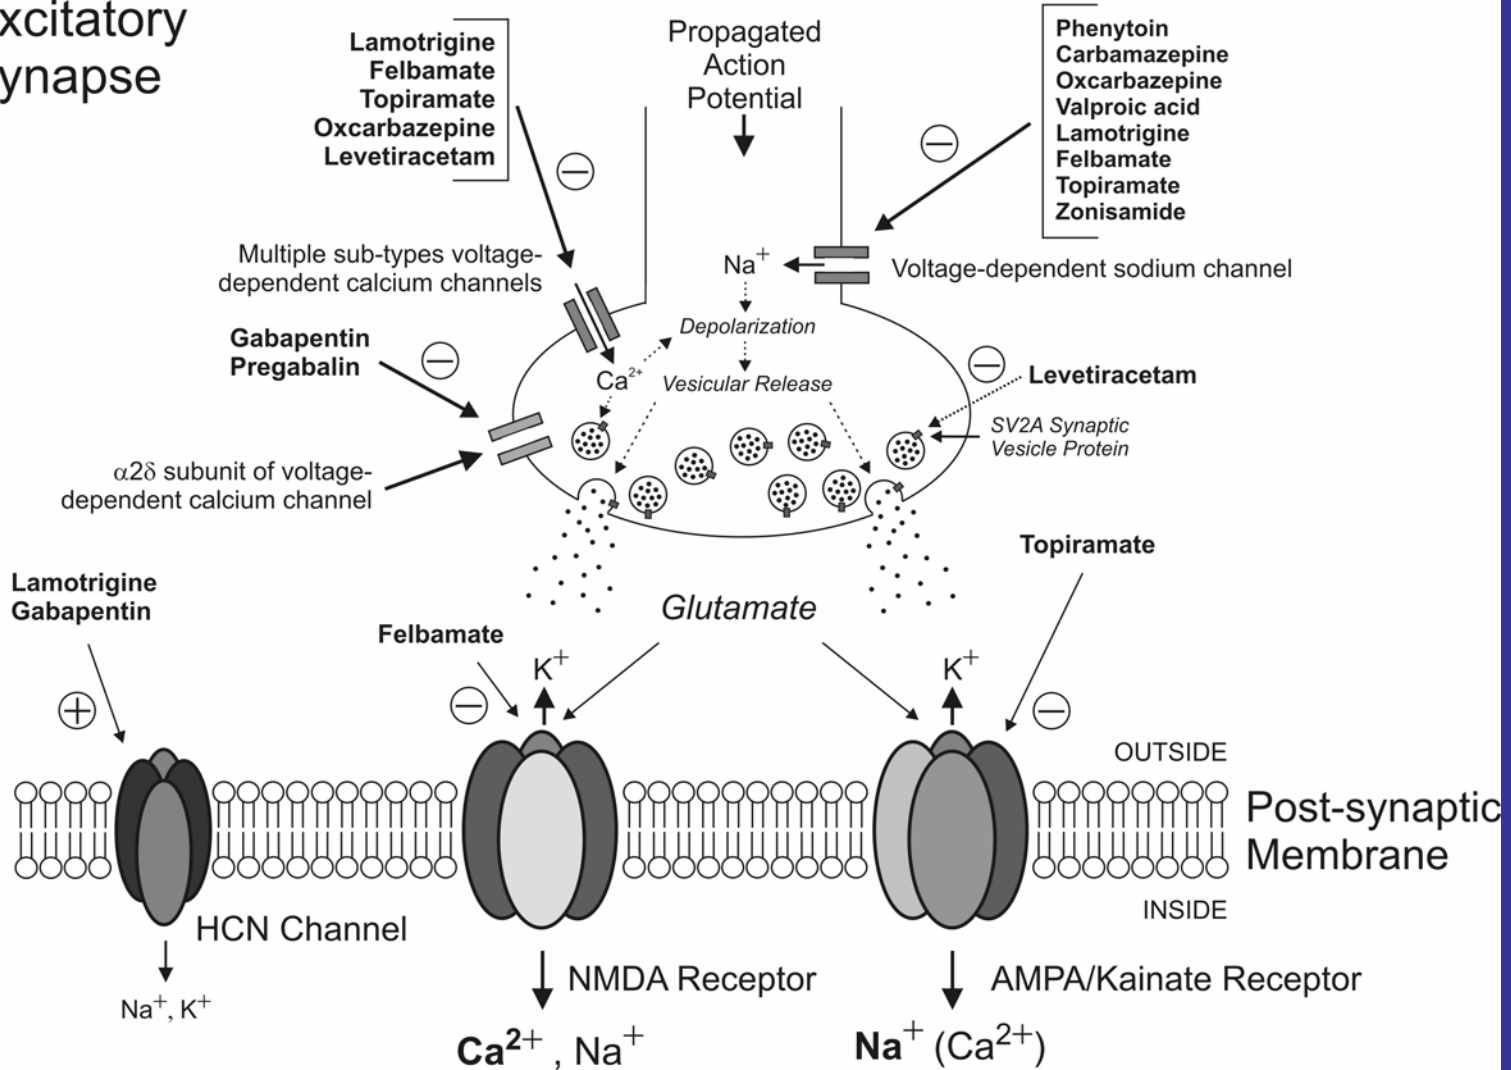 xcitatory
ynapse
Lamotrigine
Felbamate
Topiramate
Oxcarbazepine
Levetiracetam
Propagated
Action
Potential
Phenytoin
Carbamazepine
Oxcarbazepine
Valproic acid
Lamotrigine
Felbamate
Topiramate
Zonisamide
Multiple sub-types voltage-
dependent calcium channels
Na⁺
Voltage-dependent sodium channel
Gabapentin
Pregabalin
Depolarization
Ca²⁺
Vesicular Release
Levetiracetam
SV2A Synaptic
Vesicle Protein
α2δ subunit of voltage-
dependent calcium channel
Topiramate
Lamotrigine
Gabapentin
Glutamate
Felbamate
K⁺
K⁺
OUTSIDE
Post-synaptic
Membrane
INSIDE
HCN Channel
Na⁺, K⁺
NMDA Receptor
Ca²⁺ , Na⁺
AMPA/Kainate Receptor
Na⁺ (Ca²⁺)